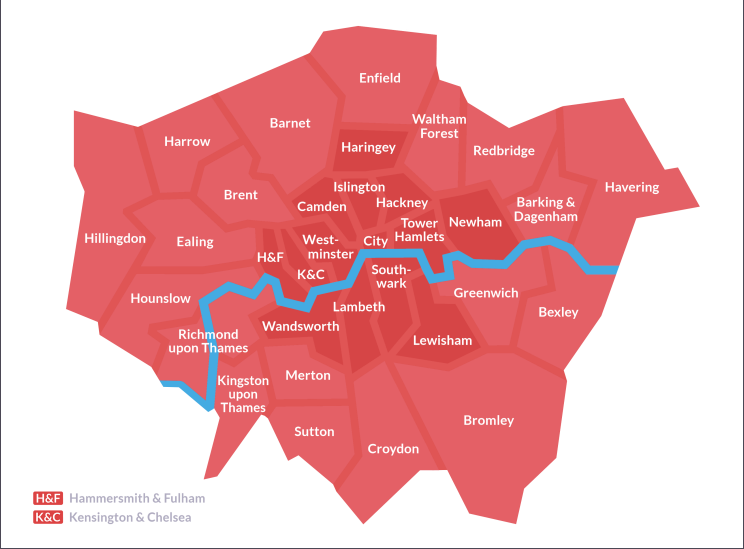 Enfield
Waltham
Forest
Barnet
Harrow
Haringey
Redbridge
Islington
Havering
Brent
Camden
Hackney
Barking &
Dagenham
Newham
Tower
Hamlets
Hillingdon
Ealing
West-
minster
City
H&F
K&C
South-
wark
Greenwich
Hounslow
Lambeth
Bexley
Wandsworth
Richmond
upon Thames
Lewisham
Merton
Kingston
upon
Thames
Bromley
Sutton
Croydon
H&F Hammersmith & Fulham
K&C Kensington & Chelsea